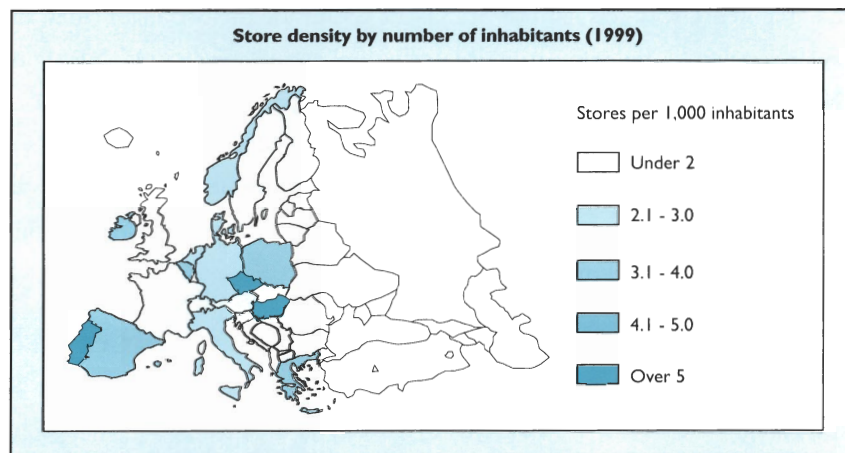 Store density by number of inhabitants (1999)
Stores per 1,000 inhabitants
Under 2
2.1 - 3.0
3.1 - 4.0
4.1 - 5.0
Over 5